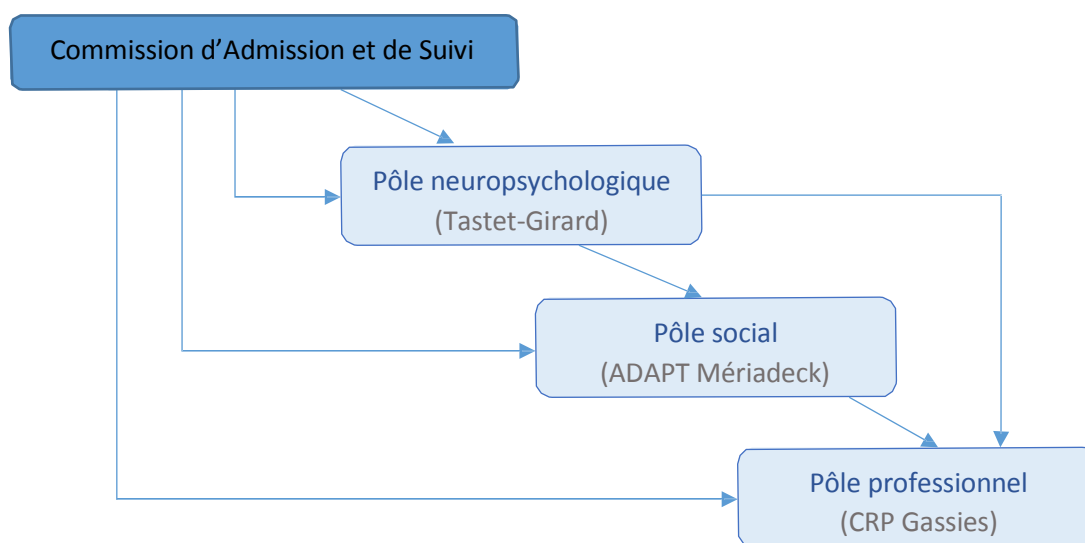 Commission d’Admission et de Suivi
Pôle neuropsychologique
(Tastet-Girard)
Pôle social
(ADAPT Mériadeck)
Pôle professionnel
(CRP Gassies)